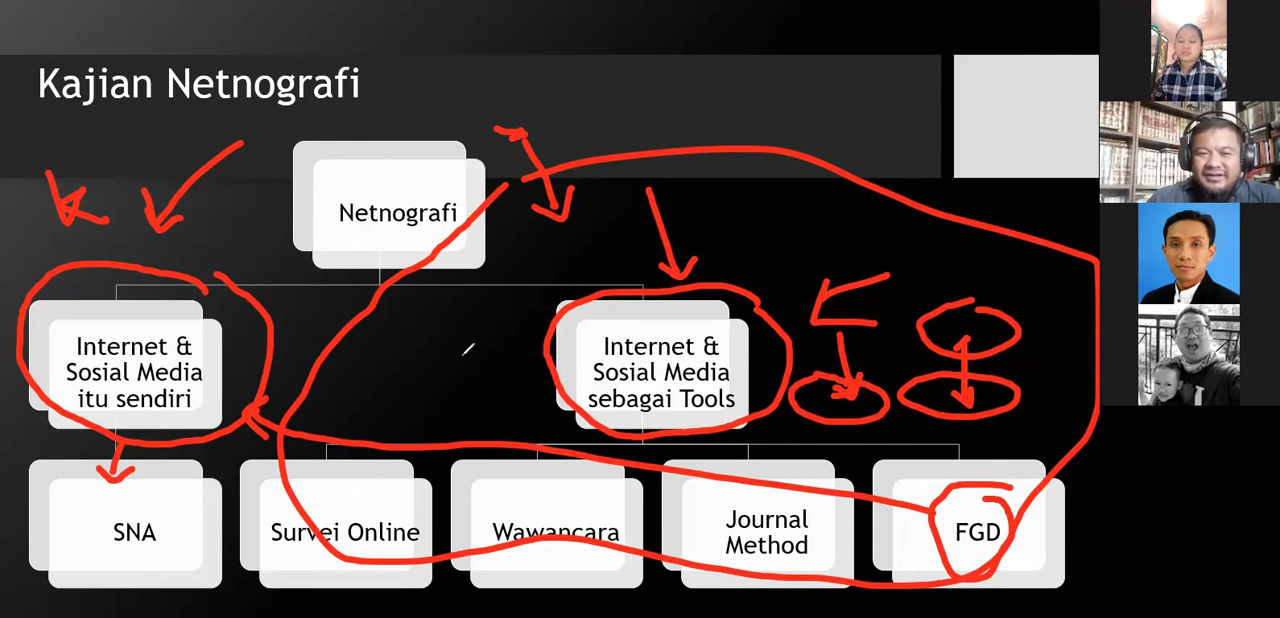 Kajian Netnografi
Netnografi
Internet &
Sosial Media
itu sendiri
Internet &
Sosial Media
sebagai Tools
SNA
Survei Online
Wawancara
Journal
Method
FGD